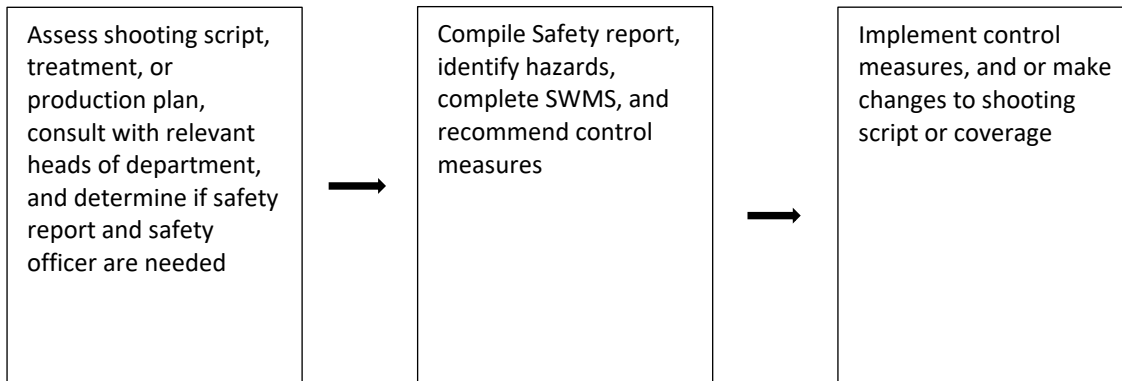 Assess shooting script,
treatment, or
production plan,
consult with relevant
heads of department,
and determine if safety
report and safety
officer are needed
Compile Safety report,
identify hazards,
complete SWMS, and
recommend control
measures
Implement control
measures, and or make
changes to shooting
script or coverage